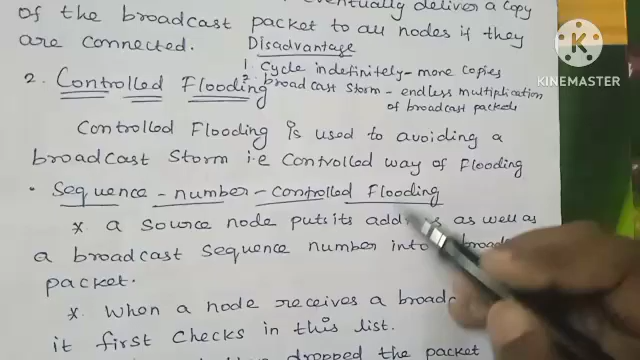 eventually deliver a copy
of the broadcast packet to all nodes if they
are connected.
Disadvantage
1. Cycle indefinitely - more copies
2. Broadcast storm - endless multiplication
of broadcast packets
2. Controlled Flooding
Controlled Flooding is used to avoiding a
broadcast storm i.e controlled way of flooding
• Sequence - number - controlled Flooding
* a source node puts its address as well as
a broadcast sequence number into
packet.
* When a node receives a
it first checks in this list.
dropped the packet
KINEMASTER